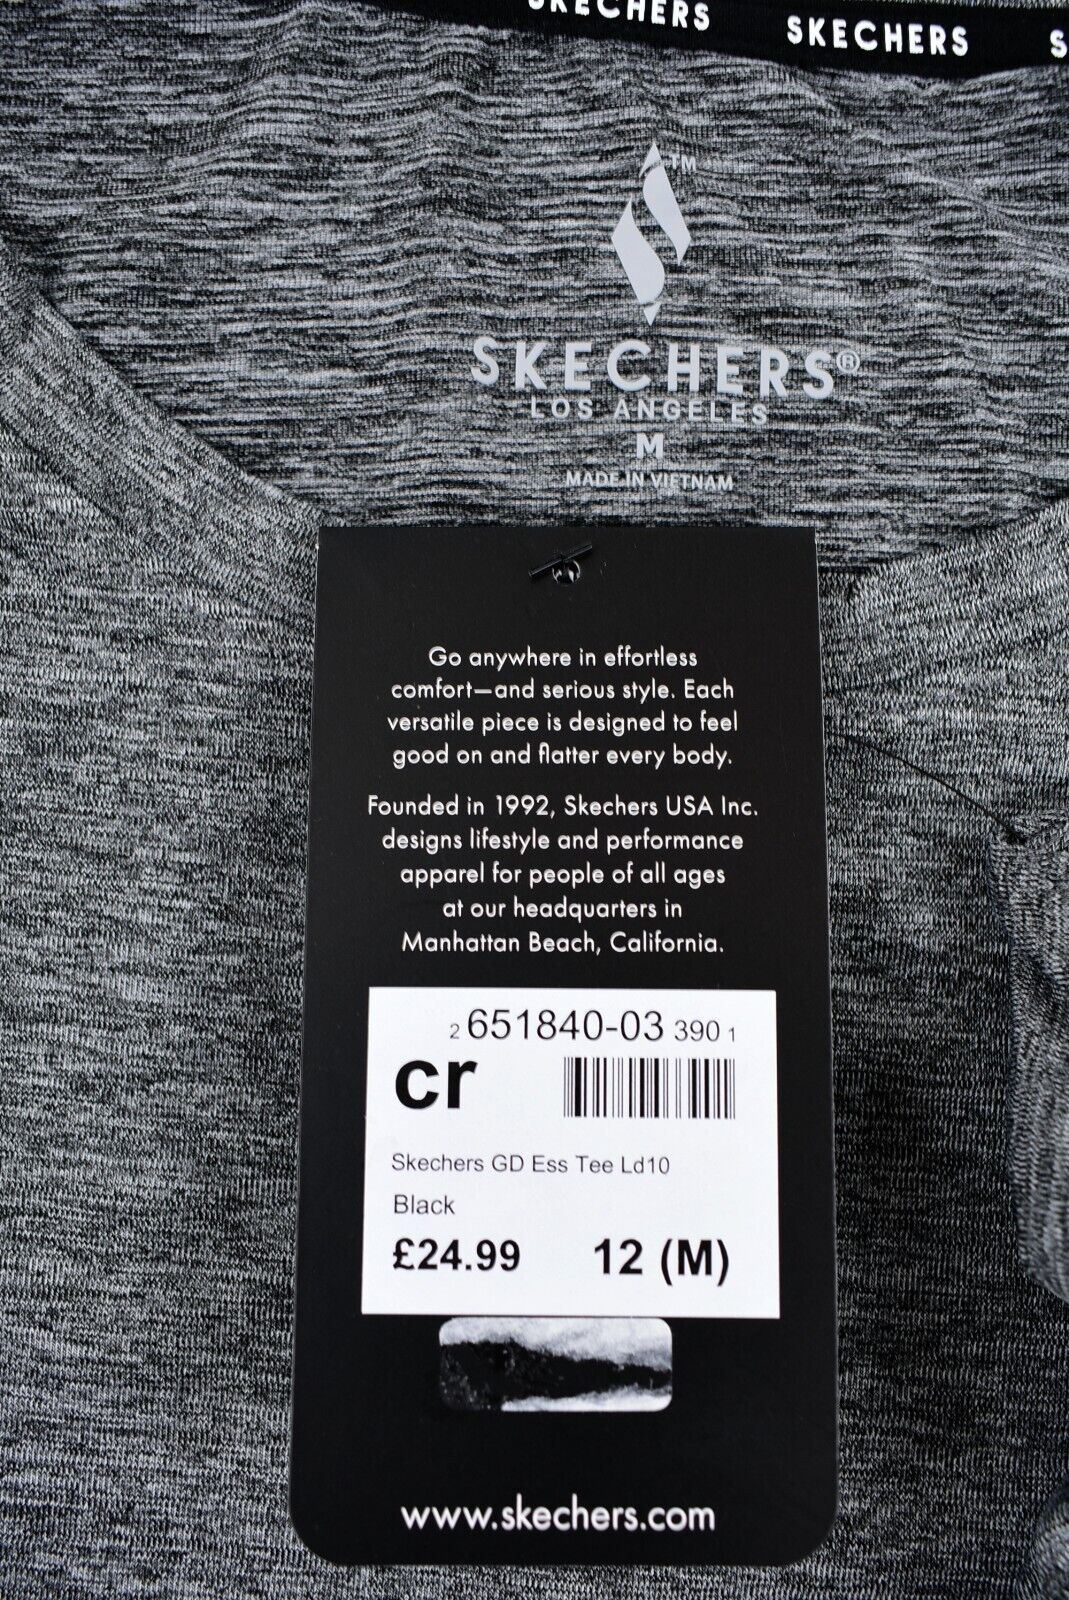 SKECHERS
SKECHERS
S
TM
SKECHERS®
LOS ANGELES
M
MADE IN VIETNAM
Go anywhere in effortless
comfort—and serious style. Each
versatile piece is designed to feel
good on and flatter every body.
Founded in 1992, Skechers USA Inc.
designs lifestyle and performance
apparel for people of all ages
at our headquarters in
Manhattan Beach, California.
2 651840-03 390 1
cr
Skechers GD Ess Tee Ld10
Black
£24.99 12 (M)
www.skechers.com